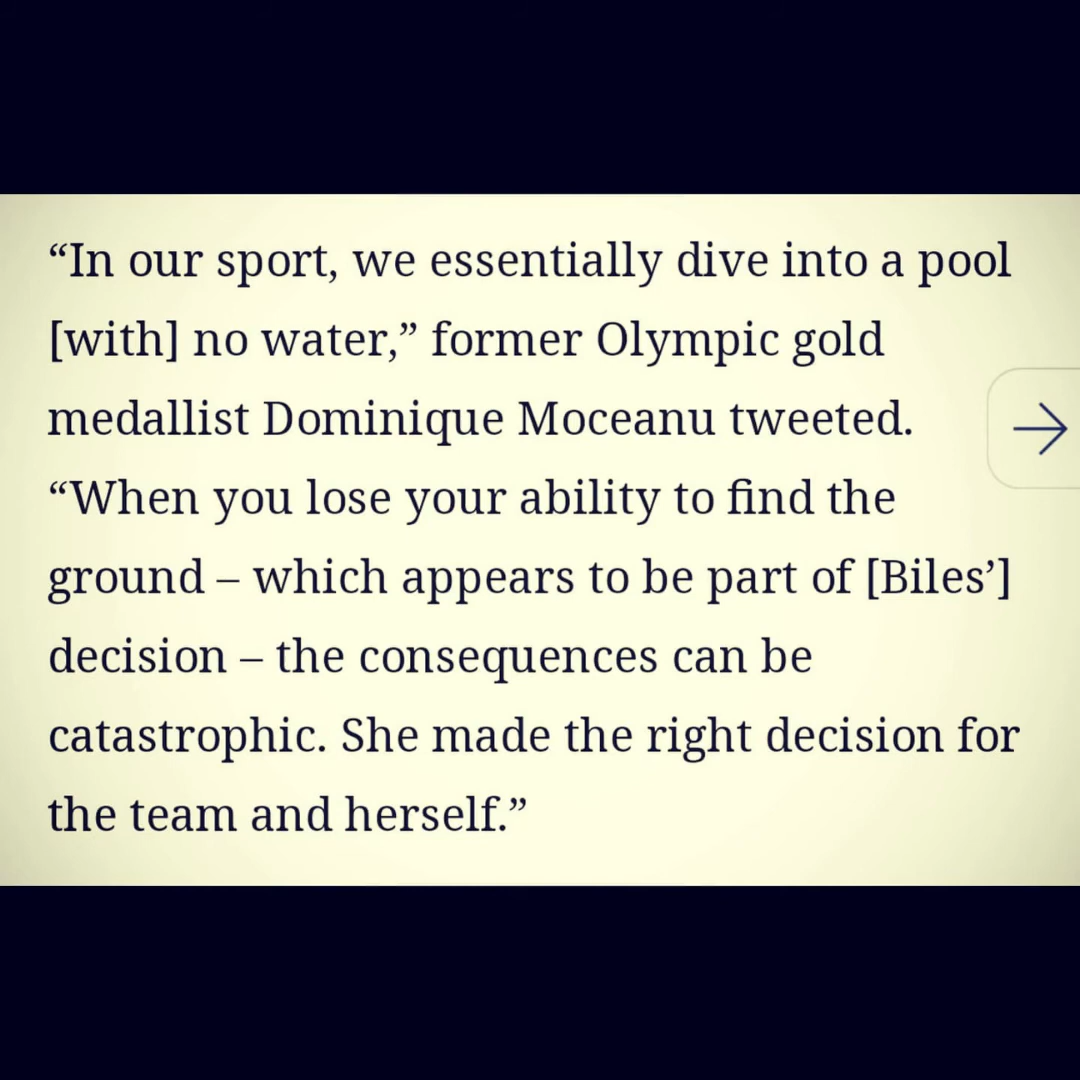 “In our sport, we essentially dive into a pool
[with] no water,” former Olympic gold
medallist Dominique Moceanu tweeted.
“When you lose your ability to find the
ground – which appears to be part of [Biles’]
decision – the consequences can be
catastrophic. She made the right decision for
the team and herself.”